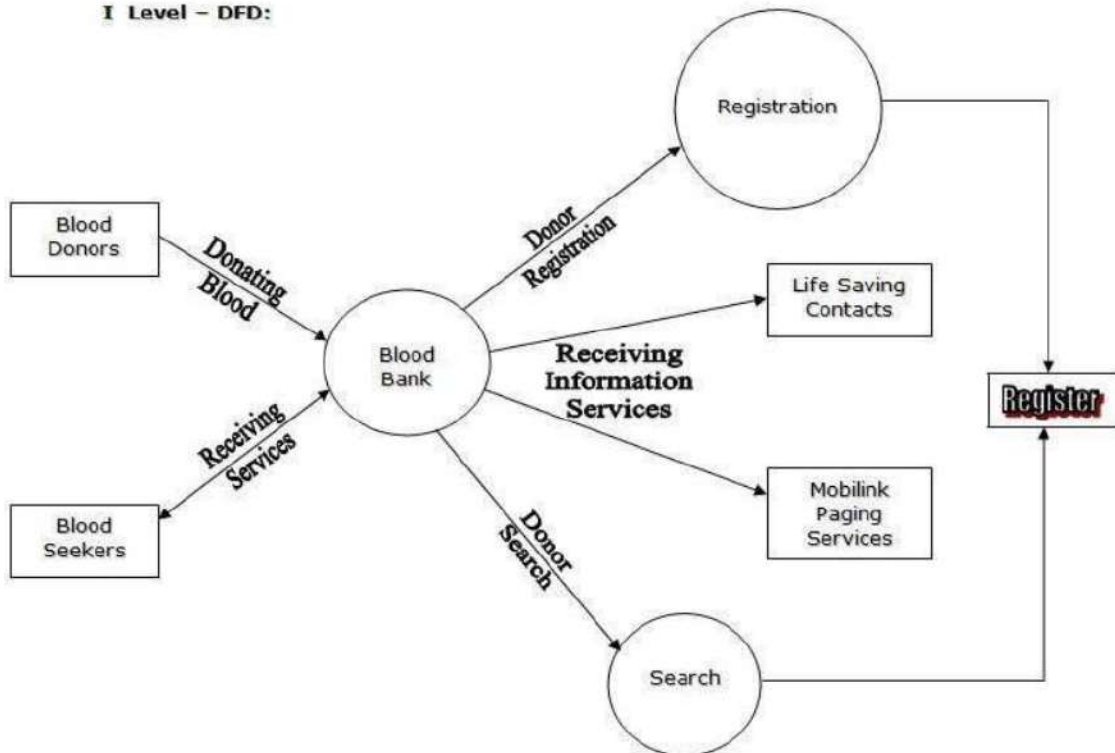 I Level – DFD:
Registration
Blood
Donors
Donating
Blood
Donor
Registration
Life Saving
Contacts
Blood
Bank
Receiving
Information
Services
Register
Receiving
Services
Blood
Seekers
Mobilink
Paging
Services
Donor
Search
Search